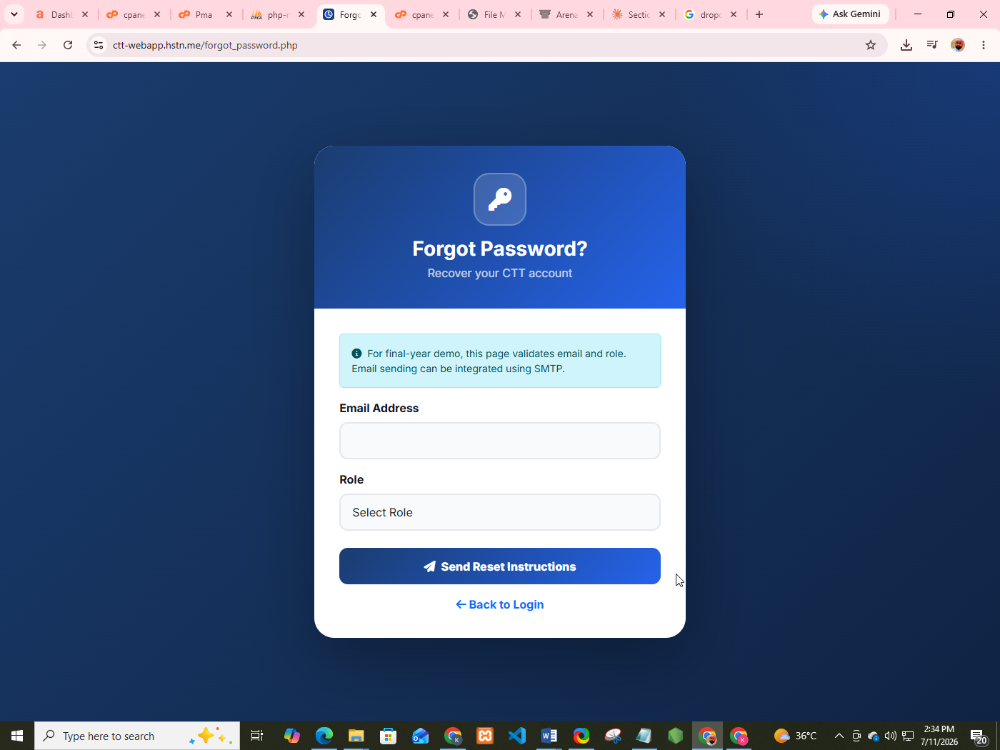 Dashb
cpane
cpane
Pma
php-r
Forgo
cpane
File M
Arena
Sectio
dropo
Ask Gemini
ctt-webapp.hstn.me/forgot_password.php
Forgot Password?
Recover your CTT account
For final-year demo, this page validates email and role.
Email sending can be integrated using SMTP.
Email Address
Role
Select Role
Send Reset Instructions
Back to Login
Type here to search
36°C
2:34 PM
7/11/2026
20